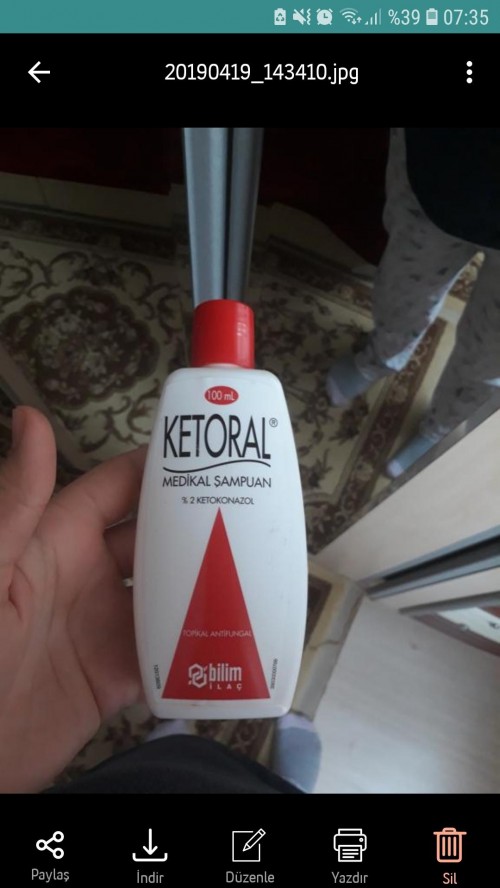 %39 07:35
20190419_143410.jpg
100 mL
KETORAL®
MEDİKAL ŞAMPUAN
% 2 KETOKONAZOL
TOPİKAL ANTİFUNGAL
bilim
İLAÇ
Paylaş İndir Düzenle Yazdır Sil